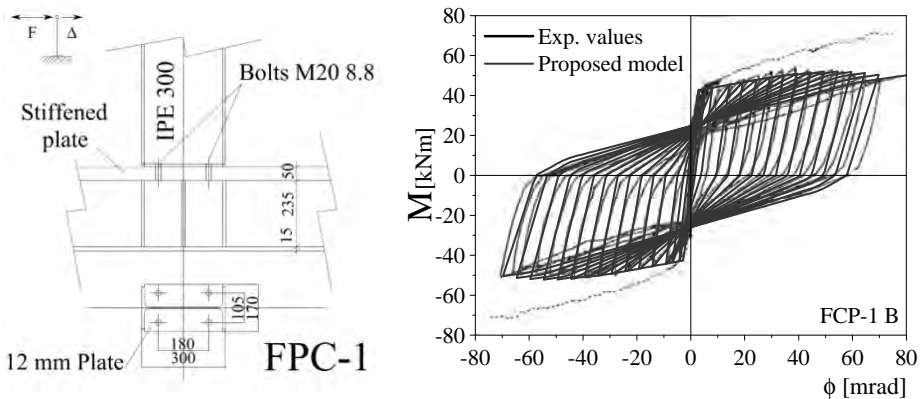 F
Δ
Bolts M20 8.8
IPE 300
Stiffened
plate
50
235
15
105
170
180
300
12 mm Plate
FPC-1
M[kNm]
80
60
40
20
0
-20
-40
-60
-80
Exp. values
Proposed model
FCP-1 B
-80 -60 -40 -20 0 20 40 60 80
ϕ [mrad]